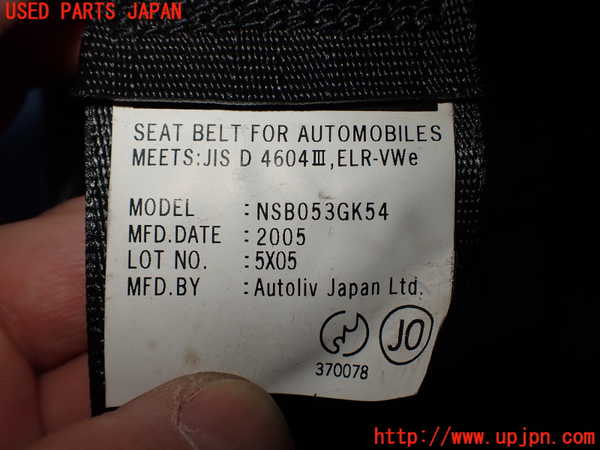 USED PARTS JAPAN
SEAT BELT FOR AUTOMOBILES
MEETS:JIS D 4604Ⅲ,ELR-VWe
MODEL :NSB053GK54
MFD.DATE :2005
LOT NO. :5X05
MFD.BY :Autoliv Japan Ltd.
JO
370078
http://www.upjpn.com/